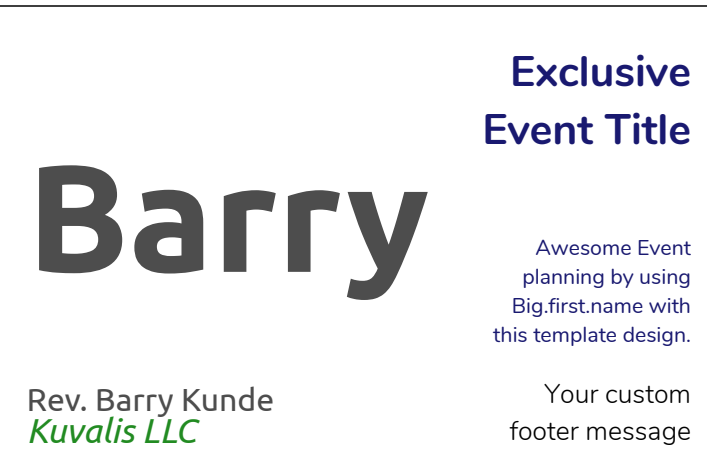 Exclusive
Event Title
Barry
Awesome Event
planning by using
Big.first.name with
this template design.
Rev. Barry Kunde
Kuvalis LLC
Your custom
footer message